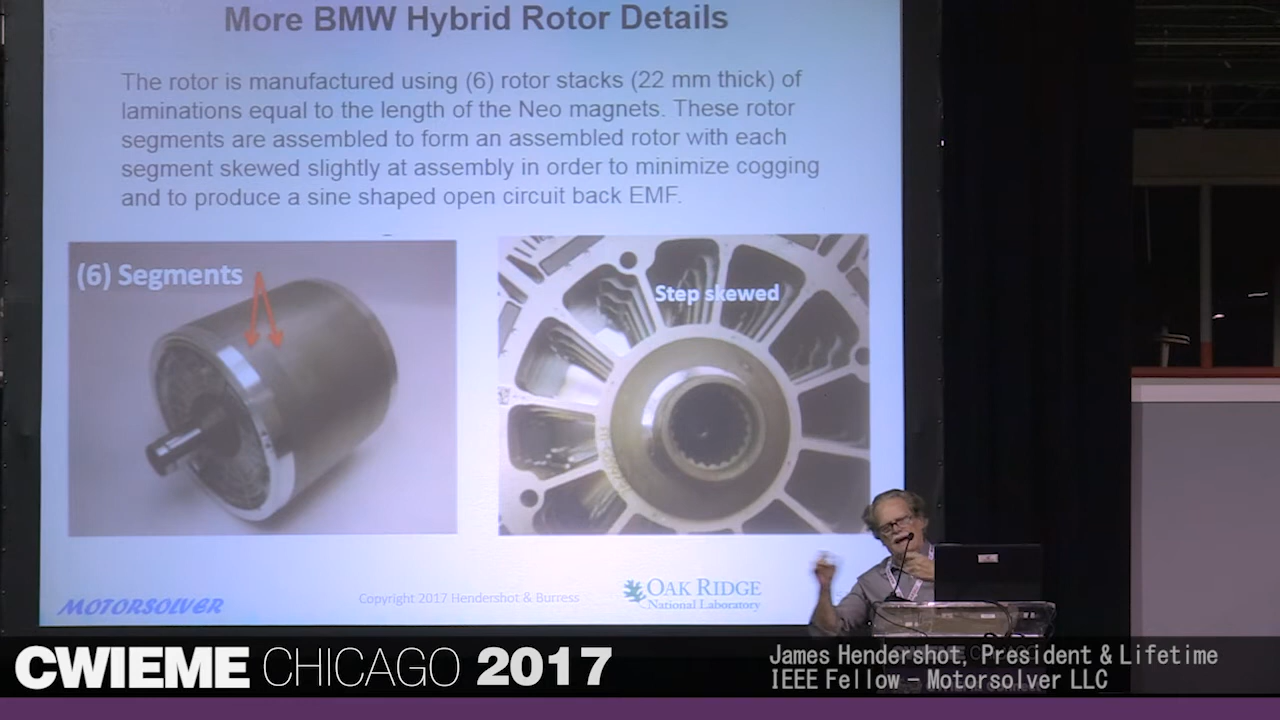 More BMW Hybrid Rotor Details
The rotor is manufactured using (6) rotor stacks (22 mm thick) of
laminations equal to the length of the Neo magnets. These rotor
segments are assembled to form an assembled rotor with each
segment skewed slightly at assembly in order to minimize cogging
and to produce a sine shaped open circuit back EMF.
(6) Segments
Step skewed
MOTORSOLVER
Copyright 2017 Hendershot & Burress
OAK RIDGE
National Laboratory
CWIEME CHICAGO 2017
James Hendershot, President & Lifetime
IEEE Fellow - Motorsolver LLC